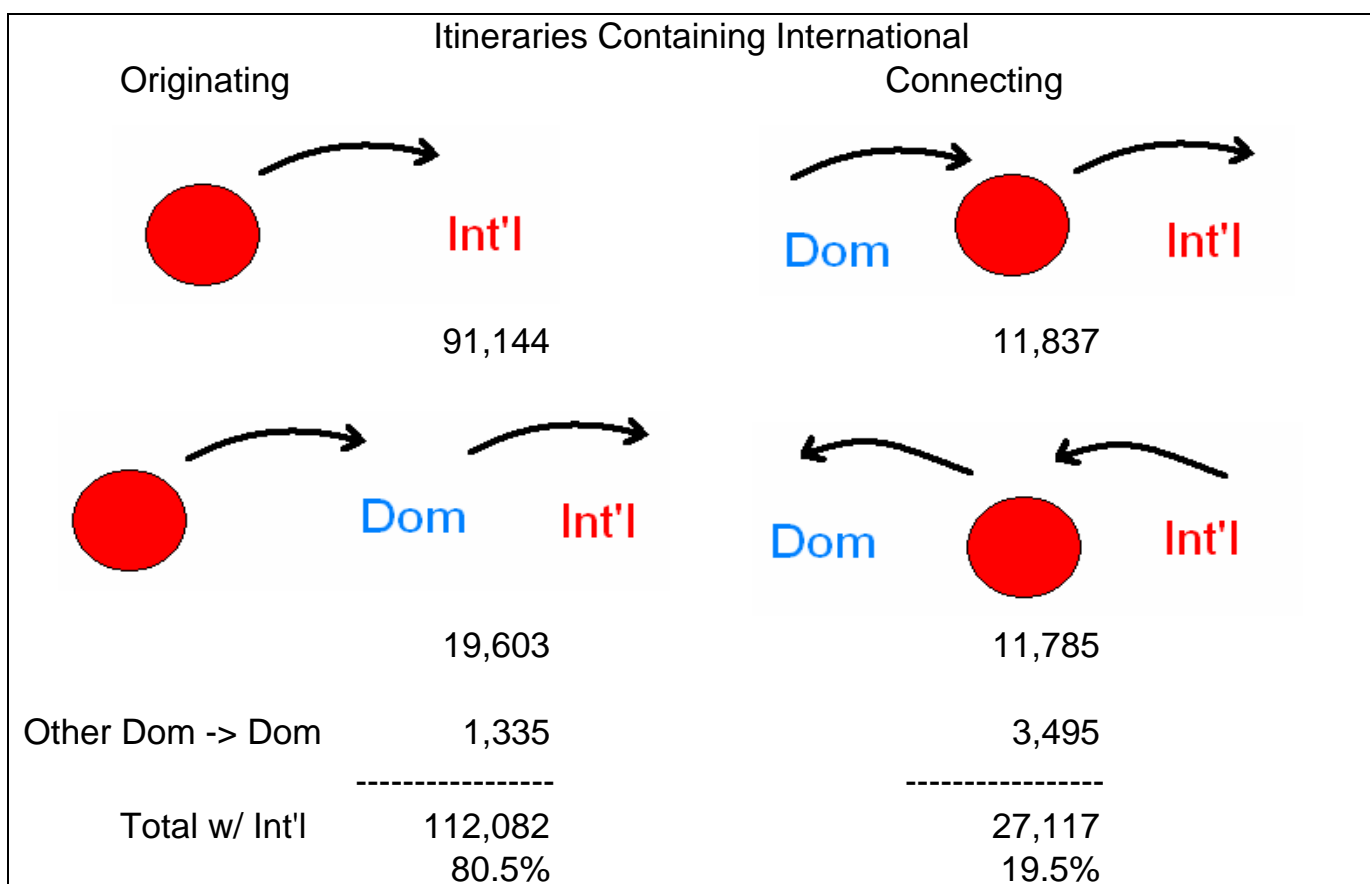 Itineraries Containing International
Originating Connecting
Int'l Dom Int'l
91,144 11,837
Dom Int'l Dom Int'l
19,603 11,785
Other Dom -> Dom 1,335 3,495
----------------- -----------------
Total w/ Int'l 112,082 27,117
80.5% 19.5%